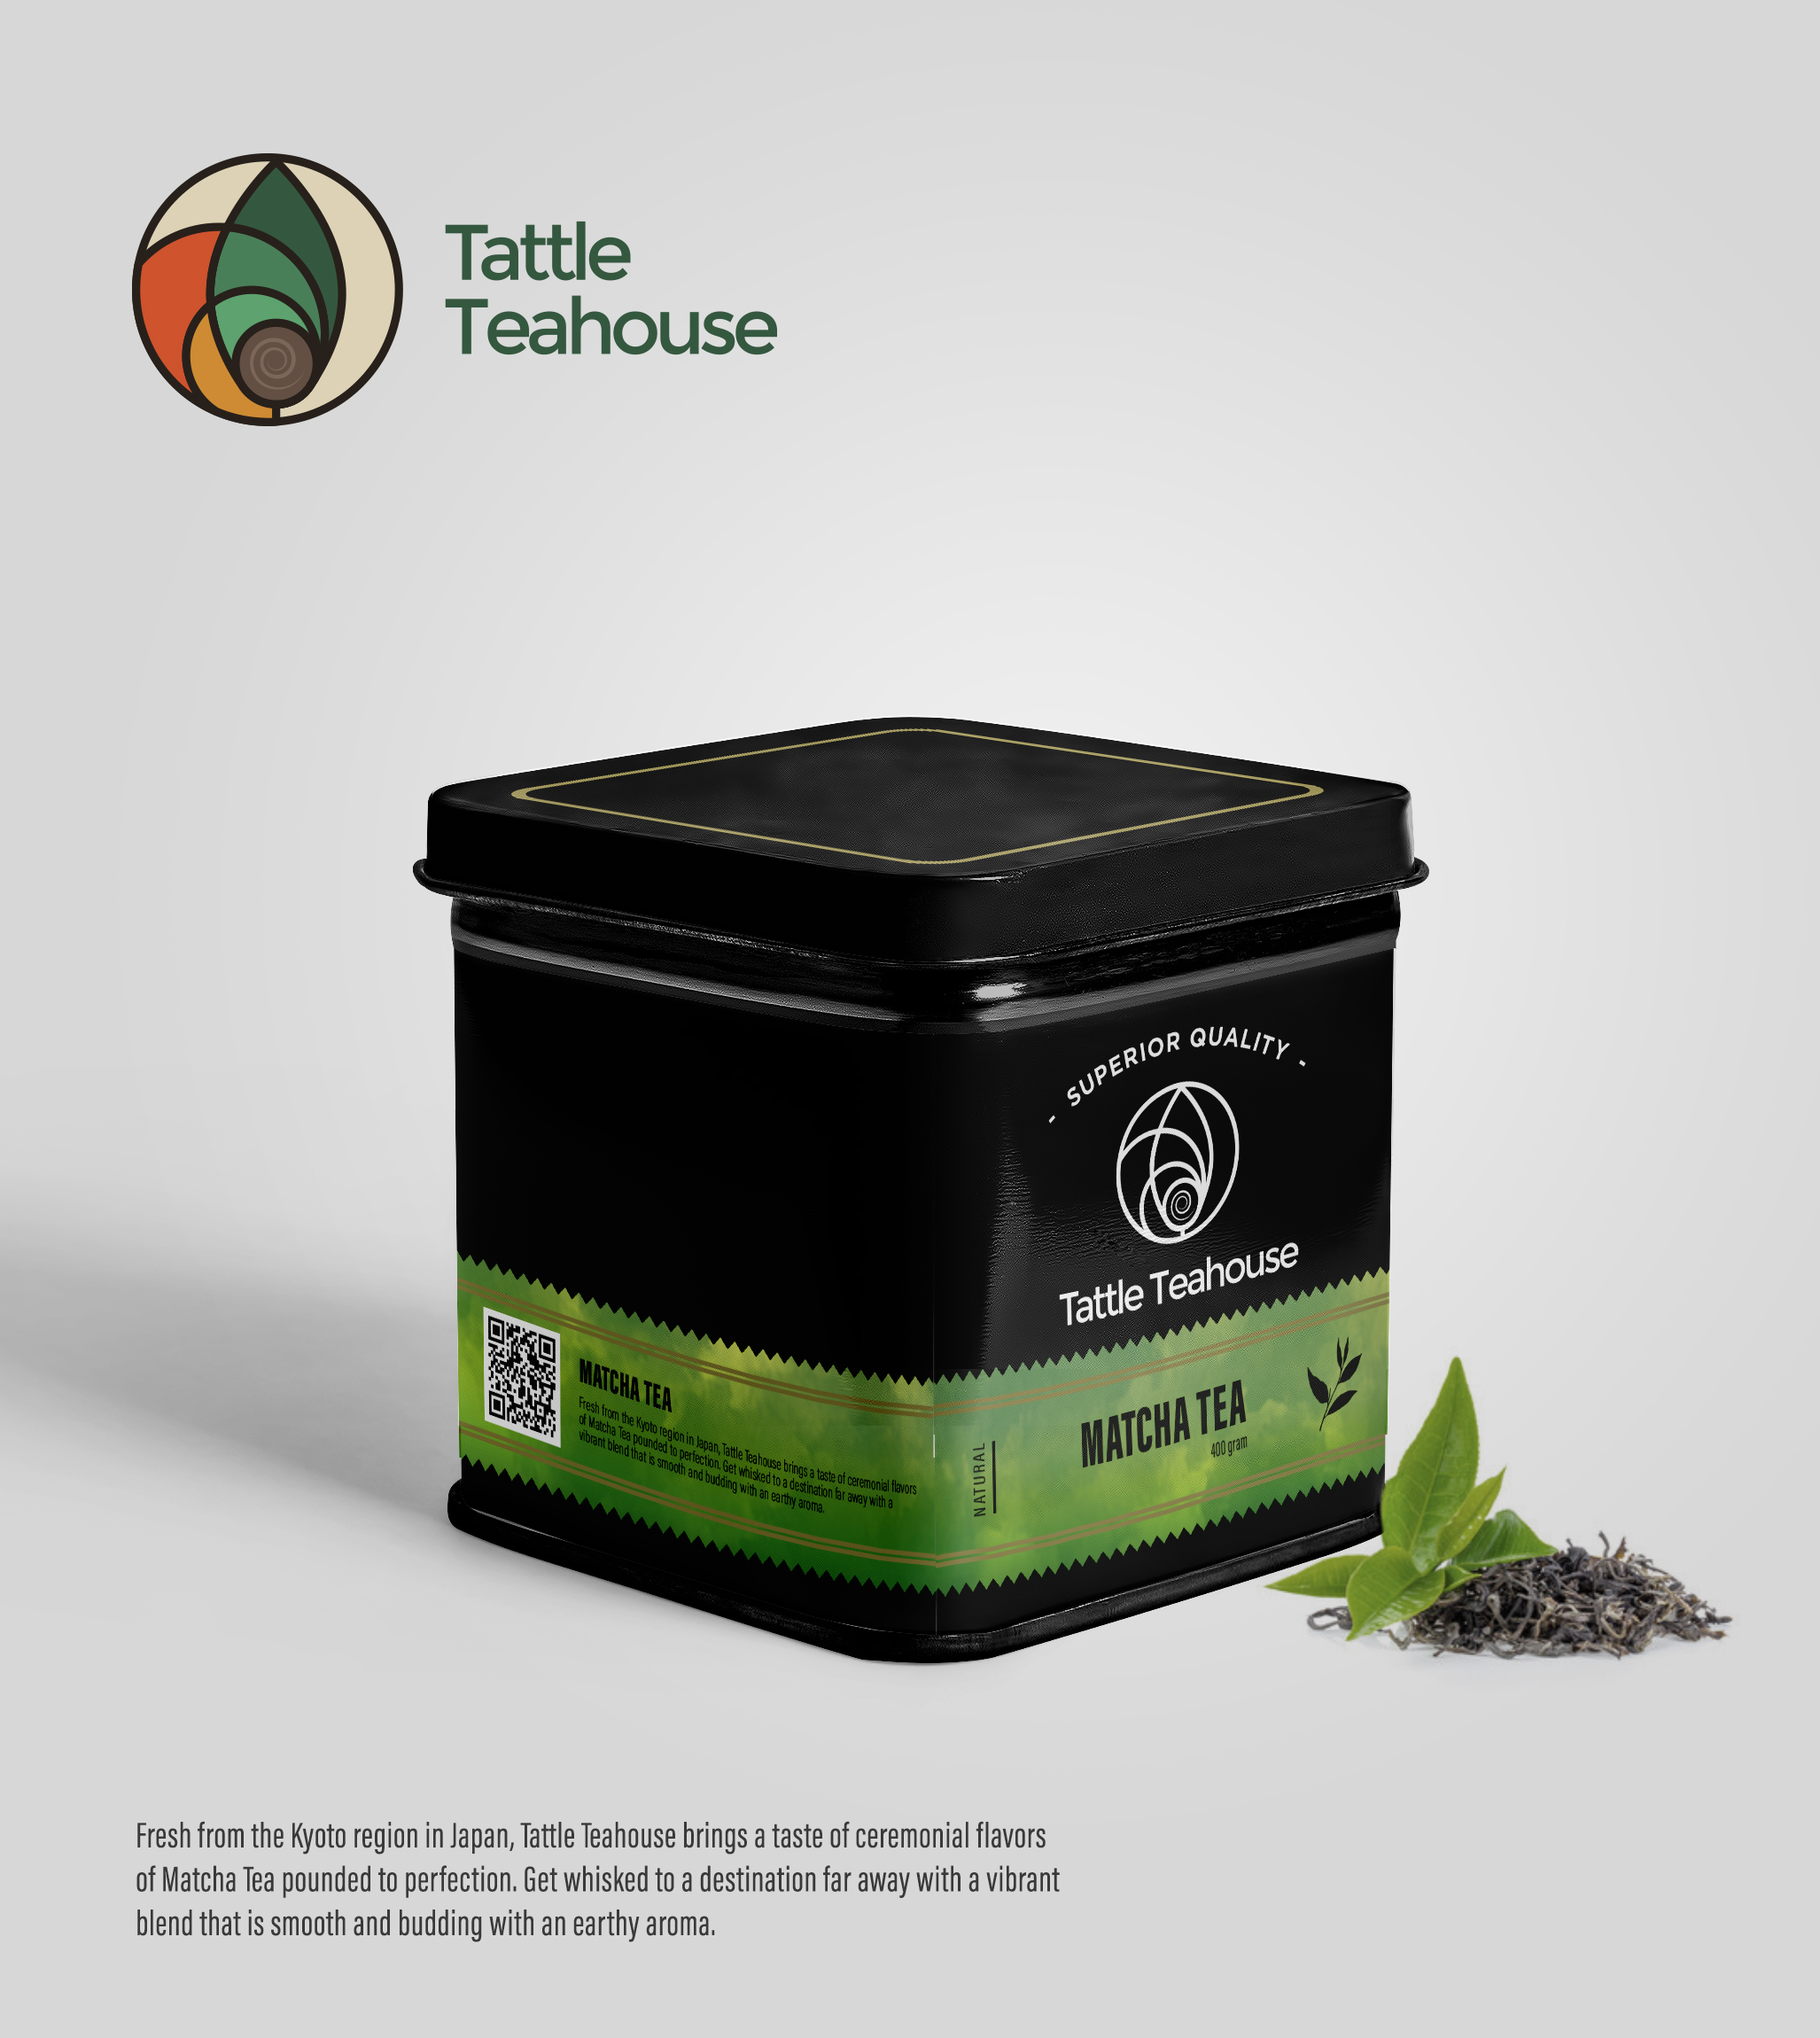 Tattle
Teahouse
- SUPERIOR QUALITY -
Tattle Teahouse
MATCHA TEA
Fresh from the Kyoto region in Japan, Tattle Teahouse brings a taste of ceremonial flavors
of Matcha Tea pounded to perfection. Get whisked to a destination far away with a
vibrant blend that is smooth and budding with an earthy aroma.
NATURAL
MATCHA TEA
400 gram
Fresh from the Kyoto region in Japan, Tattle Teahouse brings a taste of ceremonial flavors
of Matcha Tea pounded to perfection. Get whisked to a destination far away with a vibrant
blend that is smooth and budding with an earthy aroma.